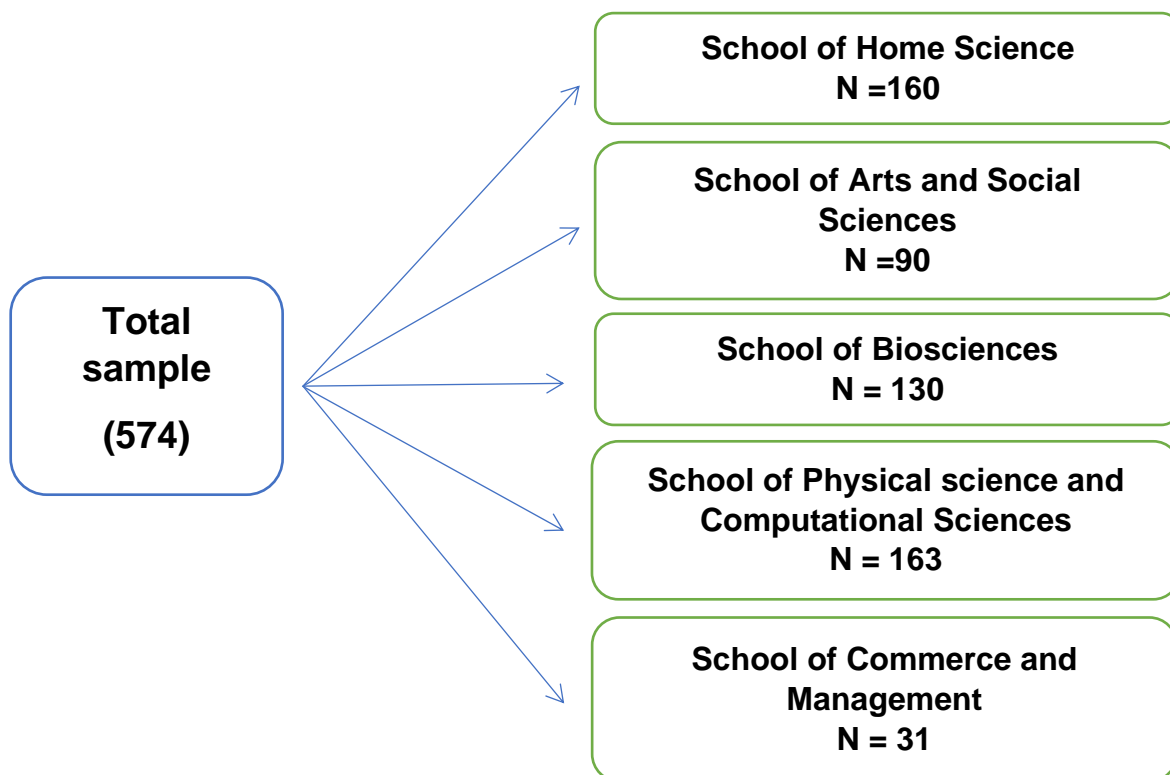 Total
sample
(574)
School of Home Science
N =160
School of Arts and Social
Sciences
N =90
School of Biosciences
N = 130
School of Physical science and
Computational Sciences
N = 163
School of Commerce and
Management
N = 31